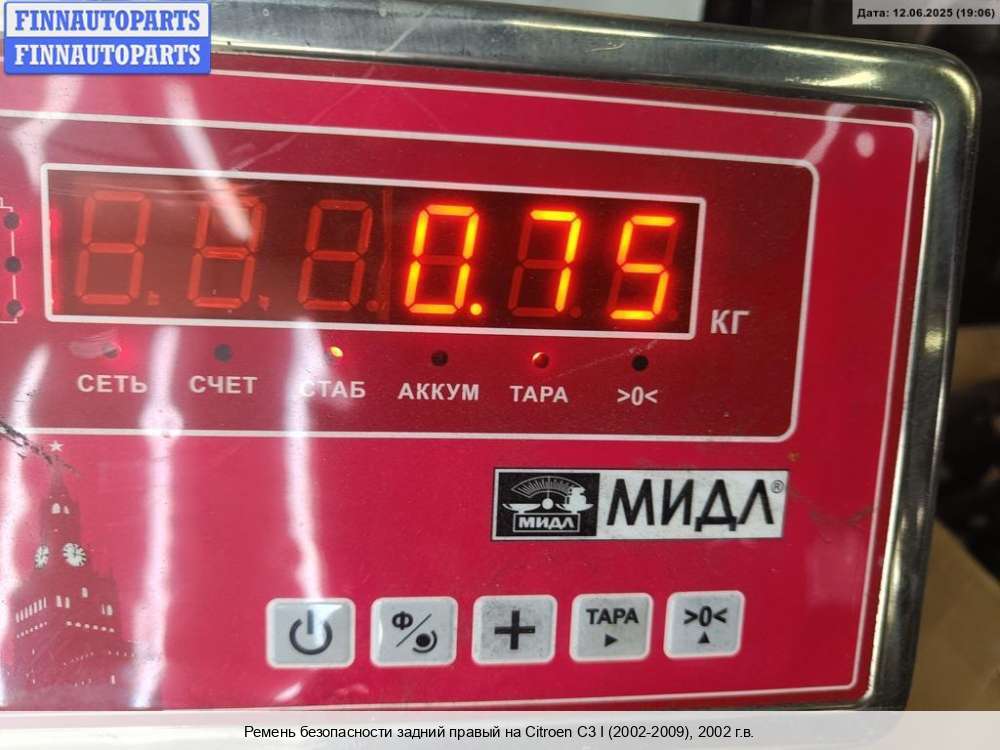 FINNAUTOPARTS
FINNAUTOPARTS
Дата: 12.06.2025 (19:06)
0.75
КГ
СЕТЬ СЧЕТ СТАБ АККУМ ТАРА >0<
МИДЛ МИДЛ®
Ф ТАРА >0<
Ремень безопасности задний правый на Citroen C3 I (2002-2009), 2002 г.в.